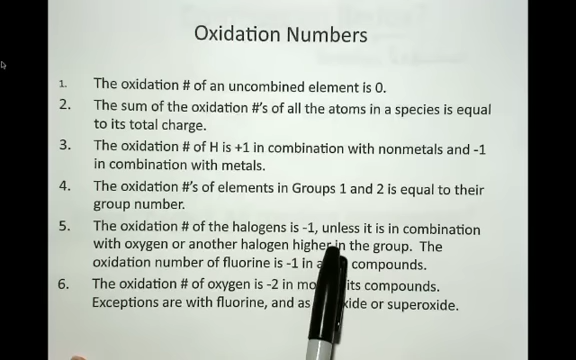 Oxidation Numbers
1. The oxidation # of an uncombined element is 0.
2. The sum of the oxidation #'s of all the atoms in a species is equal
to its total charge.
3. The oxidation # of H is +1 in combination with nonmetals and -1
in combination with metals.
4. The oxidation #'s of elements in Groups 1 and 2 is equal to their
group number.
5. The oxidation # of the halogens is -1, unless it is in combination
with oxygen or another halogen higher in the group. The
oxidation number of fluorine is -1 in compounds.
6. The oxidation # of oxygen is -2 in its compounds.
Exceptions are with fluorine, and as or superoxide.